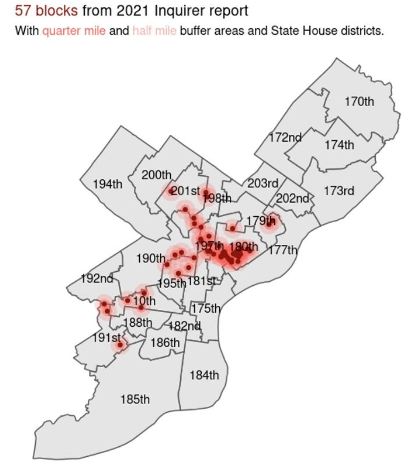 57 blocks from 2021 Inquirer report
With quarter mile and half mile buffer areas and State House districts.
170th
172nd
174th
200th
203rd
194th
201st
198th
202nd
173rd
179th
197th
180th
177th
190th
192nd
195th
181st
10th
175th
188th
182nd
191st
186th
184th
185th